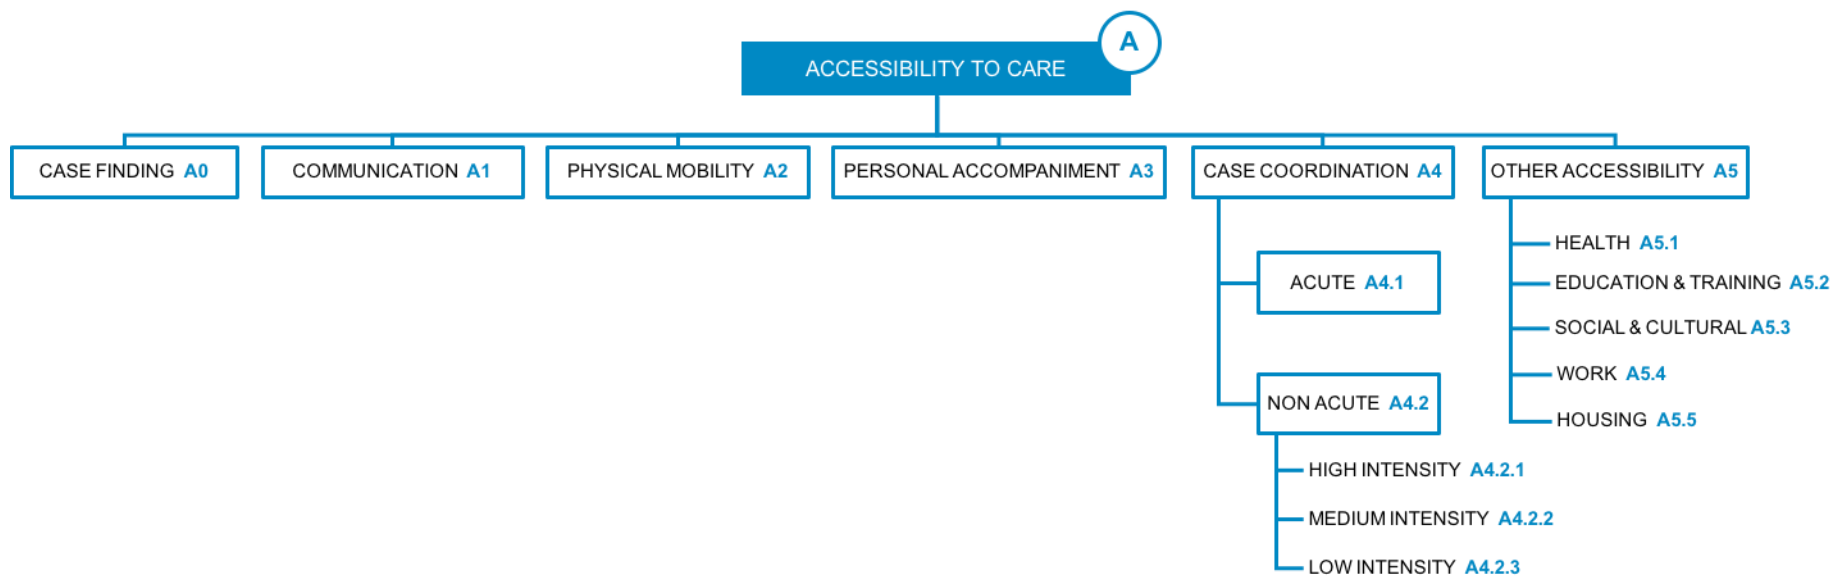 A
ACCESSIBILITY TO CARE
CASE FINDING A0
COMMUNICATION A1
PHYSICAL MOBILITY A2
PERSONAL ACCOMPANIMENT A3
CASE COORDINATION A4
OTHER ACCESSIBILITY A5
ACUTE A4.1
NON ACUTE A4.2
HIGH INTENSITY A4.2.1
MEDIUM INTENSITY A4.2.2
LOW INTENSITY A4.2.3
HEALTH A5.1
EDUCATION & TRAINING A5.2
SOCIAL & CULTURAL A5.3
WORK A5.4
HOUSING A5.5